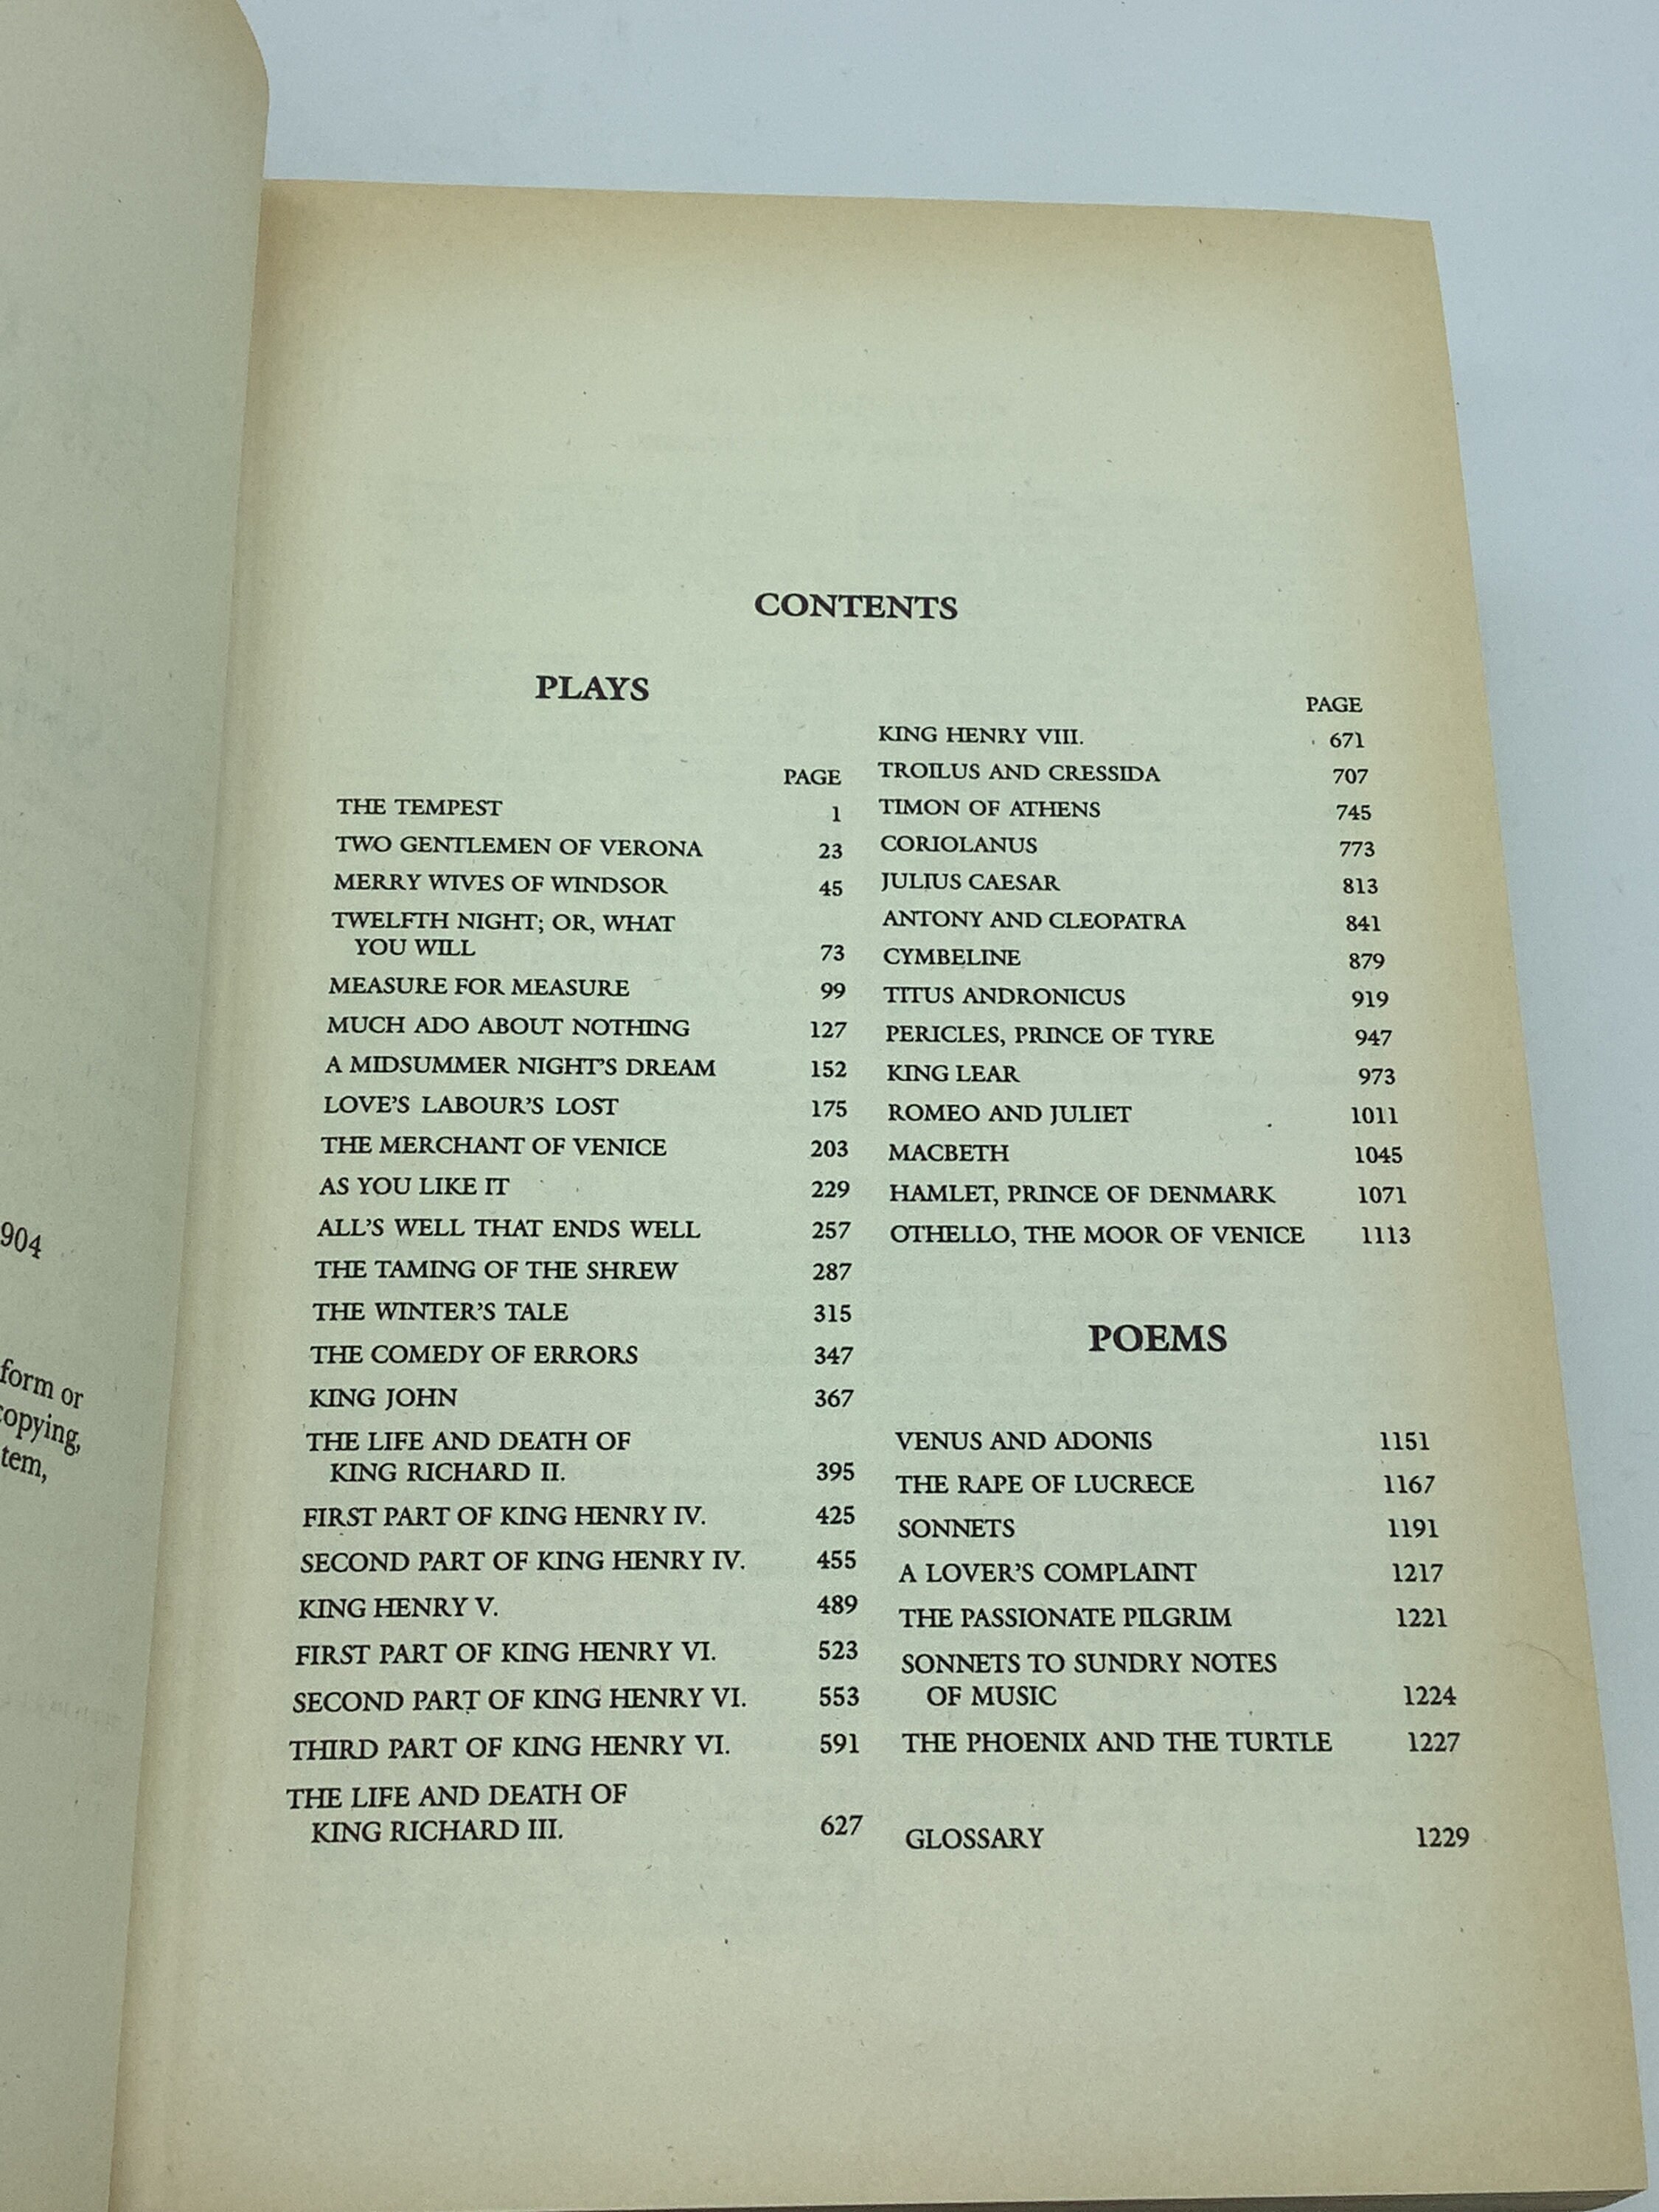 904
form or
copying,
tem,
CONTENTS
PLAYS
PAGE
THE TEMPEST 1
TWO GENTLEMEN OF VERONA 23
MERRY WIVES OF WINDSOR 45
TWELFTH NIGHT; OR, WHAT
YOU WILL 73
MEASURE FOR MEASURE 99
MUCH ADO ABOUT NOTHING 127
A MIDSUMMER NIGHT'S DREAM 152
LOVE'S LABOUR'S LOST 175
THE MERCHANT OF VENICE 203
AS YOU LIKE IT 229
ALL'S WELL THAT ENDS WELL 257
THE TAMING OF THE SHREW 287
THE WINTER'S TALE 315
THE COMEDY OF ERRORS 347
KING JOHN 367
THE LIFE AND DEATH OF
KING RICHARD II. 395
FIRST PART OF KING HENRY IV. 425
SECOND PART OF KING HENRY IV. 455
KING HENRY V. 489
FIRST PART OF KING HENRY VI. 523
SECOND PART OF KING HENRY VI. 553
THIRD PART OF KING HENRY VI. 591
THE LIFE AND DEATH OF
KING RICHARD III. 627
PAGE
KING HENRY VIII. 671
TROILUS AND CRESSIDA 707
TIMON OF ATHENS 745
CORIOLANUS 773
JULIUS CAESAR 813
ANTONY AND CLEOPATRA 841
CYMBELINE 879
TITUS ANDRONICUS 919
PERICLES, PRINCE OF TYRE 947
KING LEAR 973
ROMEO AND JULIET 1011
MACBETH 1045
HAMLET, PRINCE OF DENMARK 1071
OTHELLO, THE MOOR OF VENICE 1113
POEMS
VENUS AND ADONIS 1151
THE RAPE OF LUCRECE 1167
SONNETS 1191
A LOVER'S COMPLAINT 1217
THE PASSIONATE PILGRIM 1221
SONNETS TO SUNDRY NOTES
OF MUSIC 1224
THE PHOENIX AND THE TURTLE 1227
GLOSSARY 1229